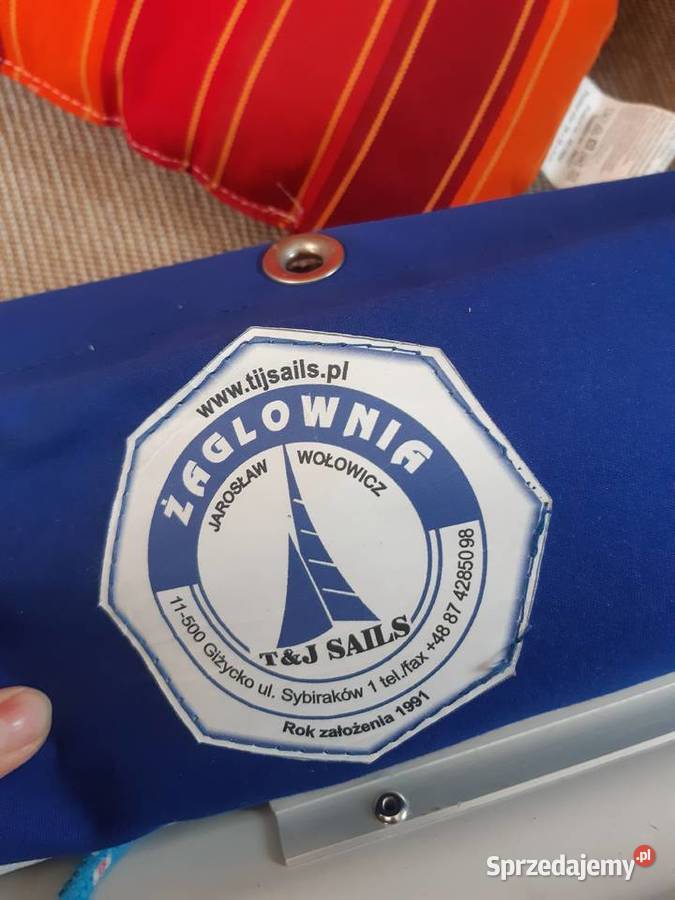 www.tijsails.pl
ŻAGLOWNIA
JAROSŁAW WOŁOWICZ
T&J SAILS
11-500 Giżycko ul. Sybiraków 1 tel./fax +48 87 4285098
Rok założenia 1991
Sprzedajemy.pl